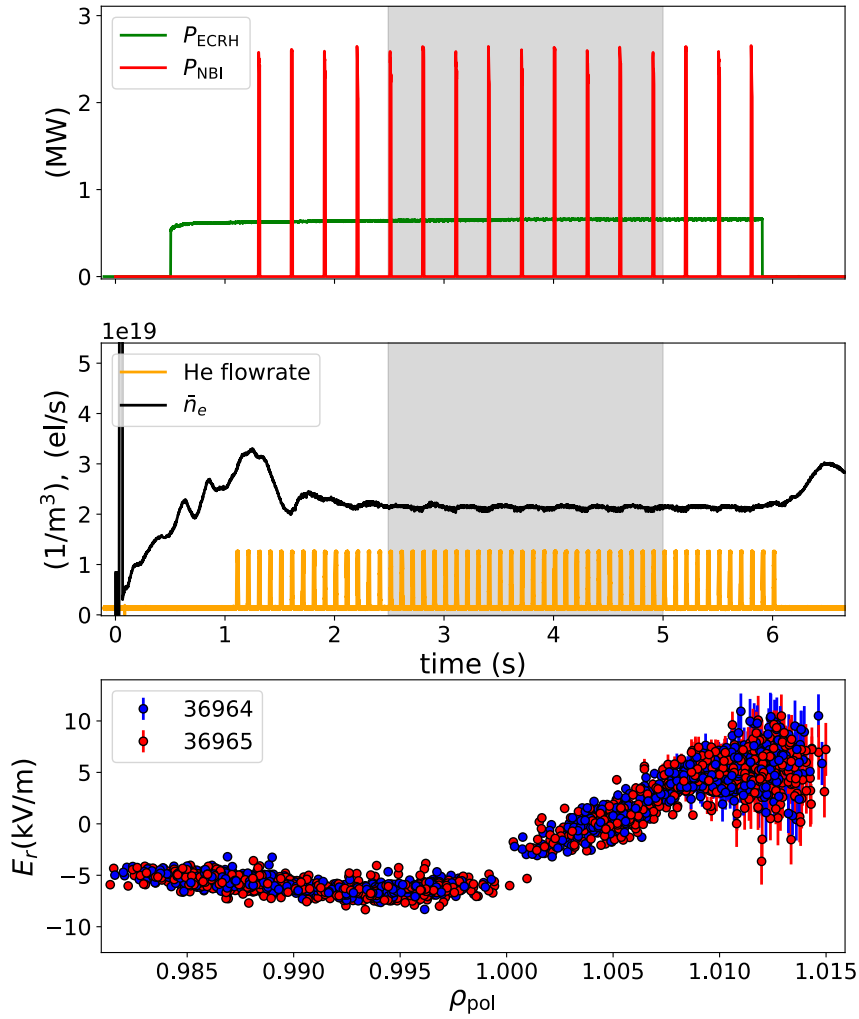 3
2
1
0
(MW)
P_ECRH
P_NBI
1e19
5
4
3
2
1
0
(1/m³), (el/s)
He flowrate
n̄_e
0 1 2 3 4 5 6
time (s)
10
5
0
−5
−10
E_r(kV/m)
36964
36965
0.985 0.990 0.995 1.000 1.005 1.010 1.015
ρ_pol